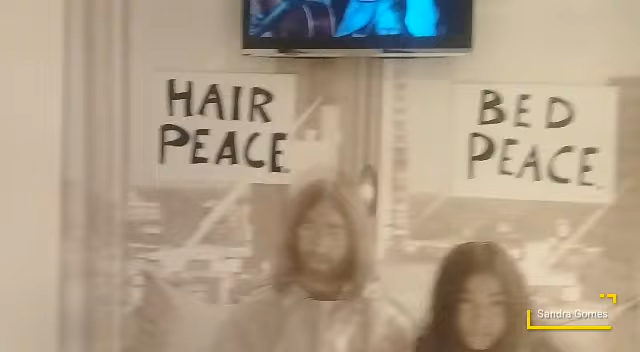 HAIR
PEACE.
BED
PEACE.
Sandra Gomes